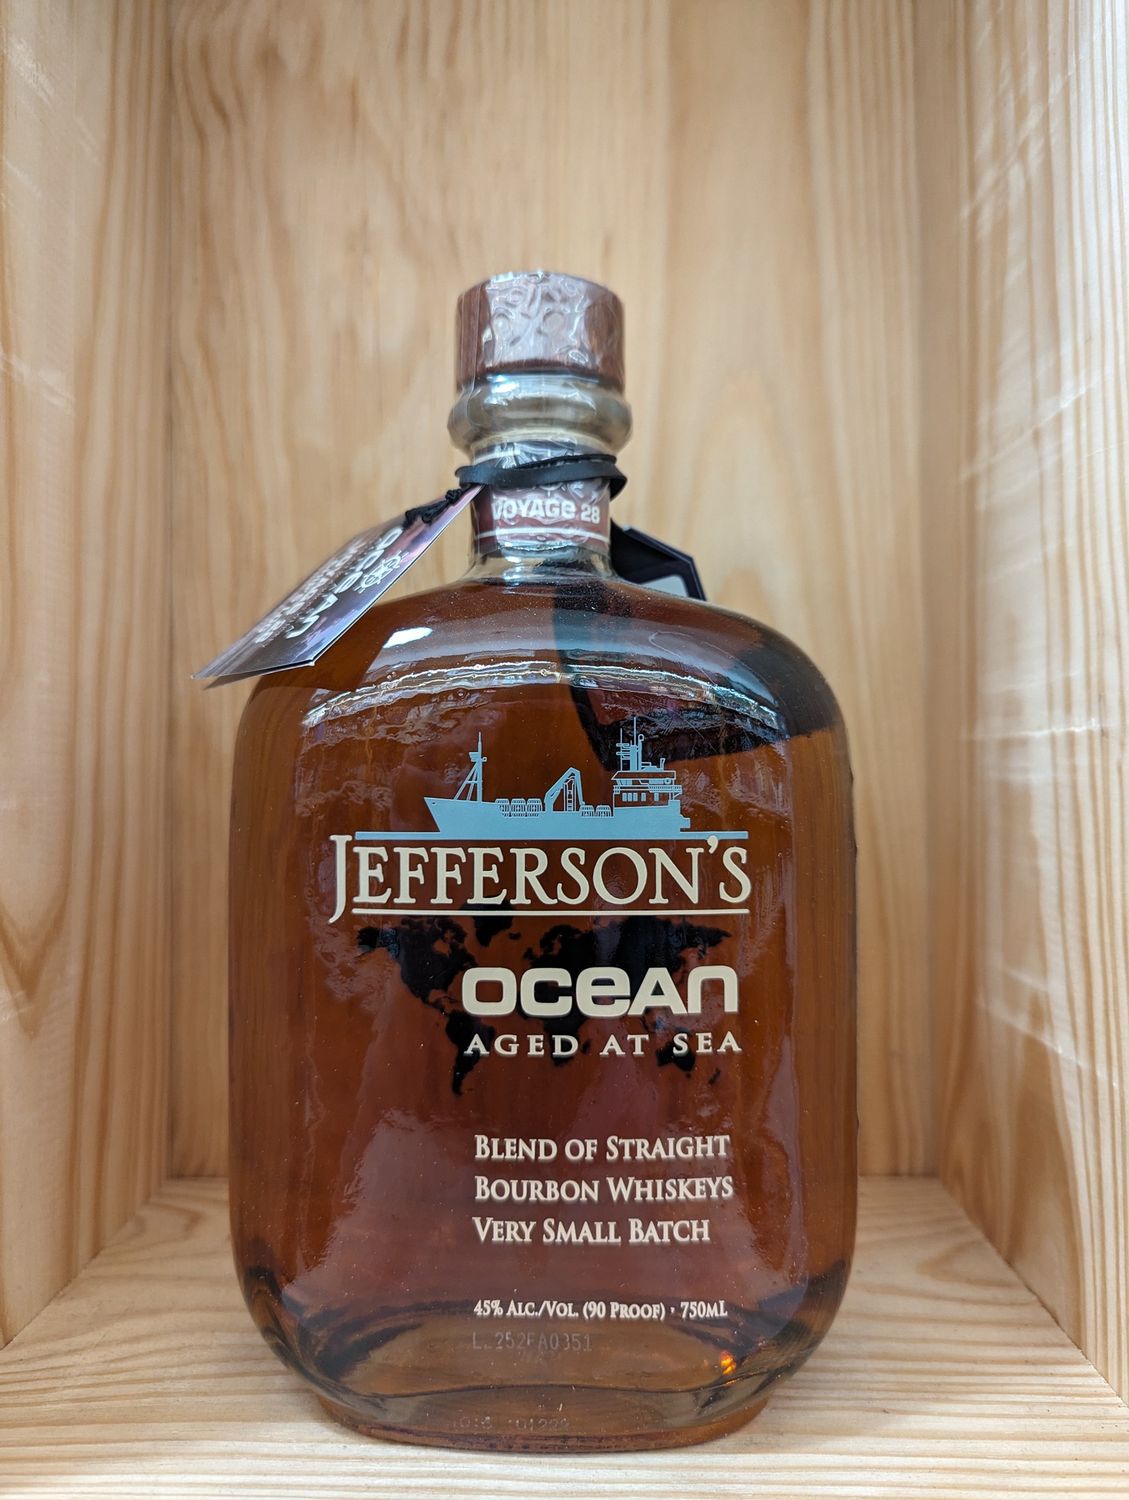 VOYAGE 28
OCEAN
JEFFERSON'S
OCEAN
AGED AT SEA
BLEND OF STRAIGHT
BOURBON WHISKEYS
VERY SMALL BATCH
45% ALC./VOL. (90 PROOF) · 750ML